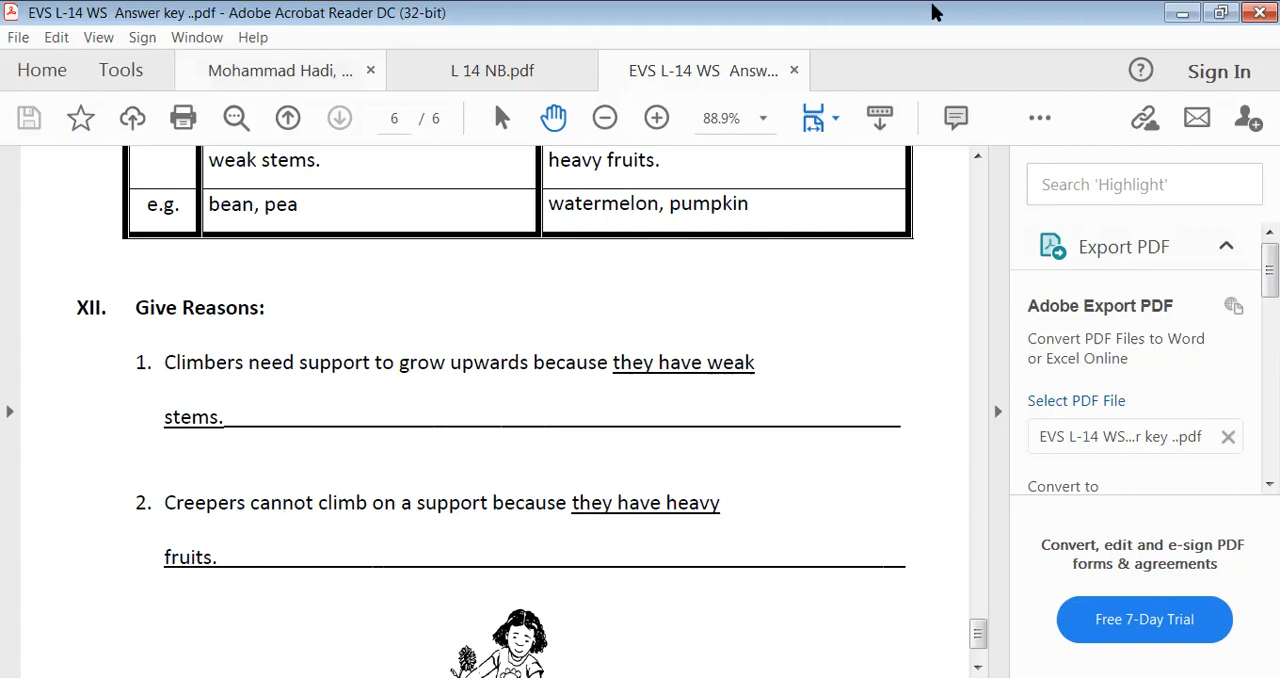 EVS L-14 WS  Answer key ..pdf - Adobe Acrobat Reader DC (32-bit)
File Edit View Sign Window Help
Home Tools Mohammad Hadi, ... × L 14 NB.pdf EVS L-14 WS  Answ... × ? Sign In
6 / 6 88.9%
weak stems. heavy fruits.
e.g. bean, pea watermelon, pumpkin
XII. Give Reasons:
1. Climbers need support to grow upwards because they have weak
stems.
2. Creepers cannot climb on a support because they have heavy
fruits.
Search 'Highlight'
Export PDF
Adobe Export PDF
Convert PDF Files to Word
or Excel Online
Select PDF File
EVS L-14 WS...r key ..pdf
Convert to
Convert, edit and e-sign PDF
forms & agreements
Free 7-Day Trial